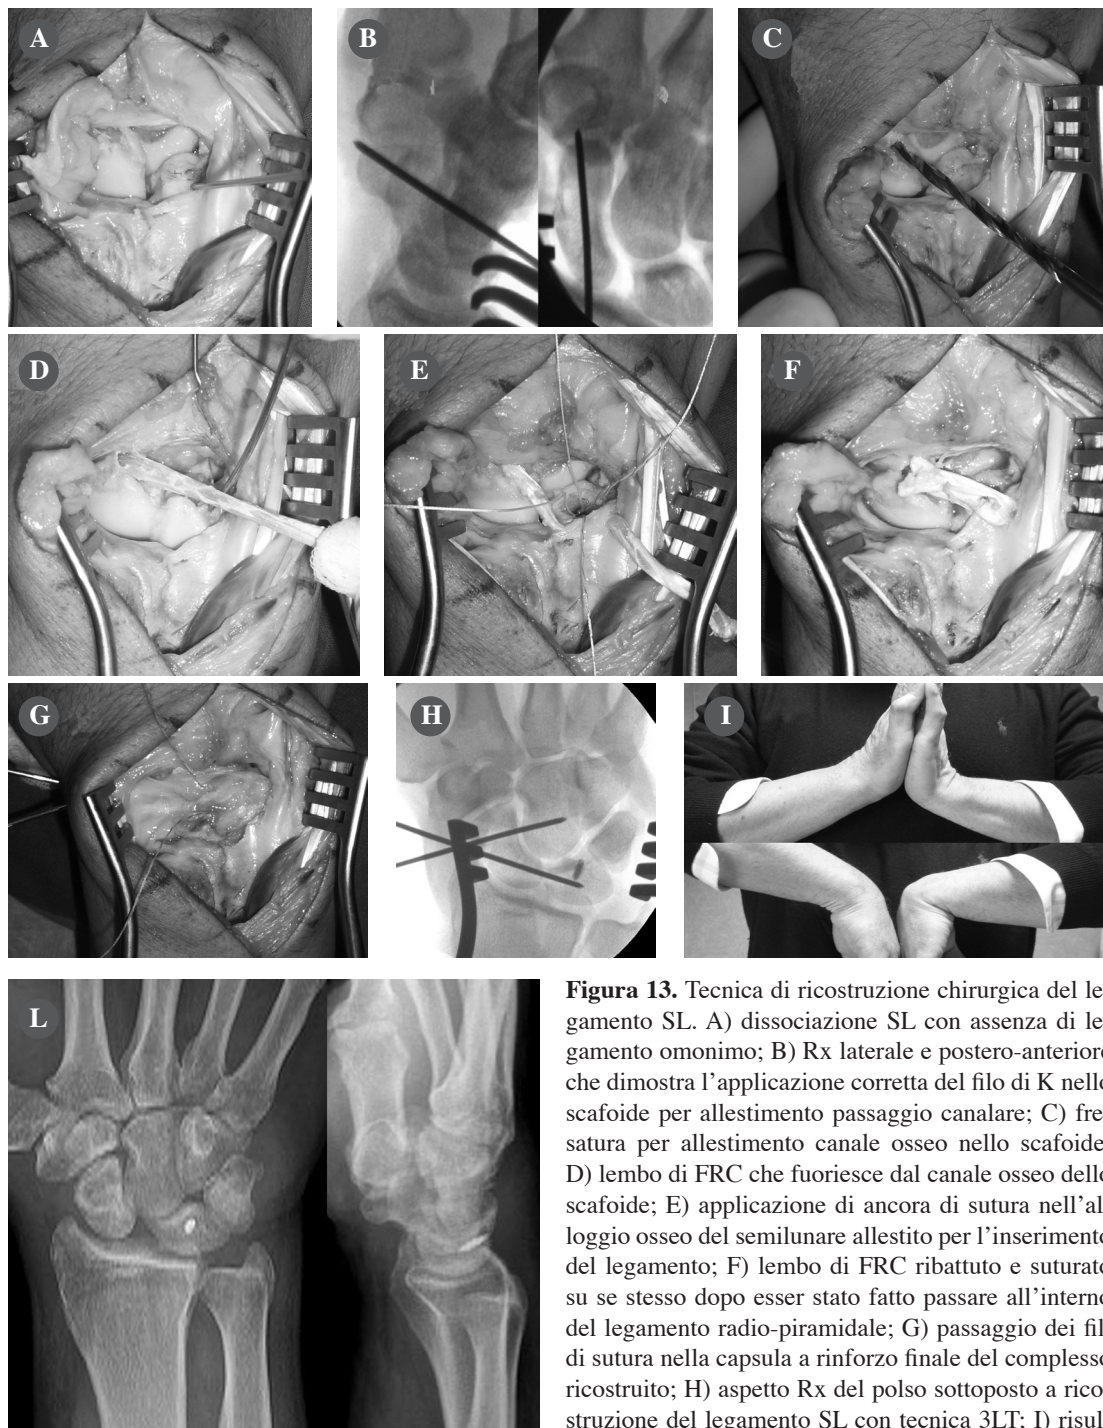 A
B
C
D
E
F
G
H
I
L
Figura 13. Tecnica di ricostruzione chirurgica del le-
gamento SL. A) dissociazione SL con assenza di le-
gamento omonimo; B) Rx laterale e postero-anteriore
che dimostra l'applicazione corretta del filo di K nello
scafoide per allestimento passaggio canalare; C) fre-
satura per allestimento canale osseo nello scafoide
D) lembo di FRC che fuoriesce dal canale osseo dello
scafoide; E) applicazione di ancora di sutura nell'al-
loggio osseo del semilunare allestito per l'inserimento
del legamento; F) lembo di FRC ribattuto e suturato
su se stesso dopo esser stato fatto passare all'interno
del legamento radio-piramidale; G) passaggio dei fil
di sutura nella capsula a rinforzo finale del complesso
ricostruito; H) aspetto Rx del polso sottoposto a rico-
struzione del legamento SL con tecnica 3LT; I) risul-